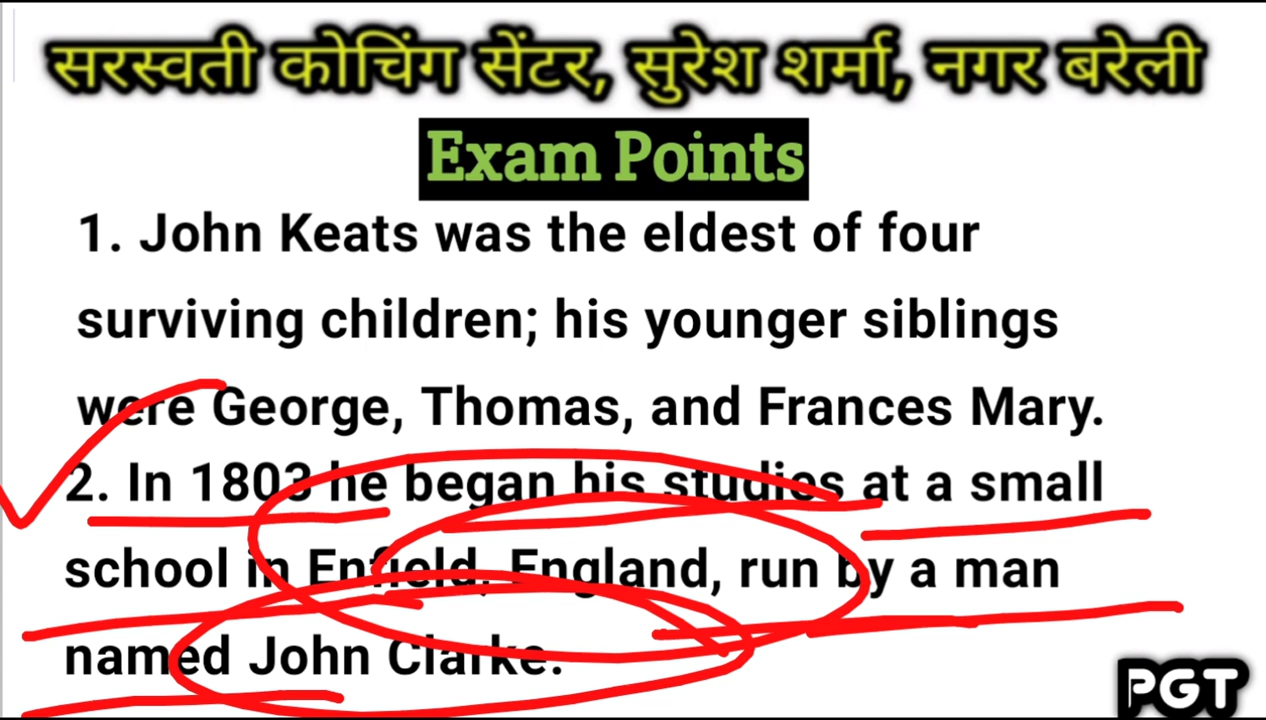 सरस्वती कोचिंग सेंटर, सुरेश शर्मा, नगर बरेली
Exam Points
1. John Keats was the eldest of four
surviving children; his younger siblings
were George, Thomas, and Frances Mary.
2. In 1803 he began his studies at a small
school in Enfield, England, run by a man
named John Clarke.
PGT